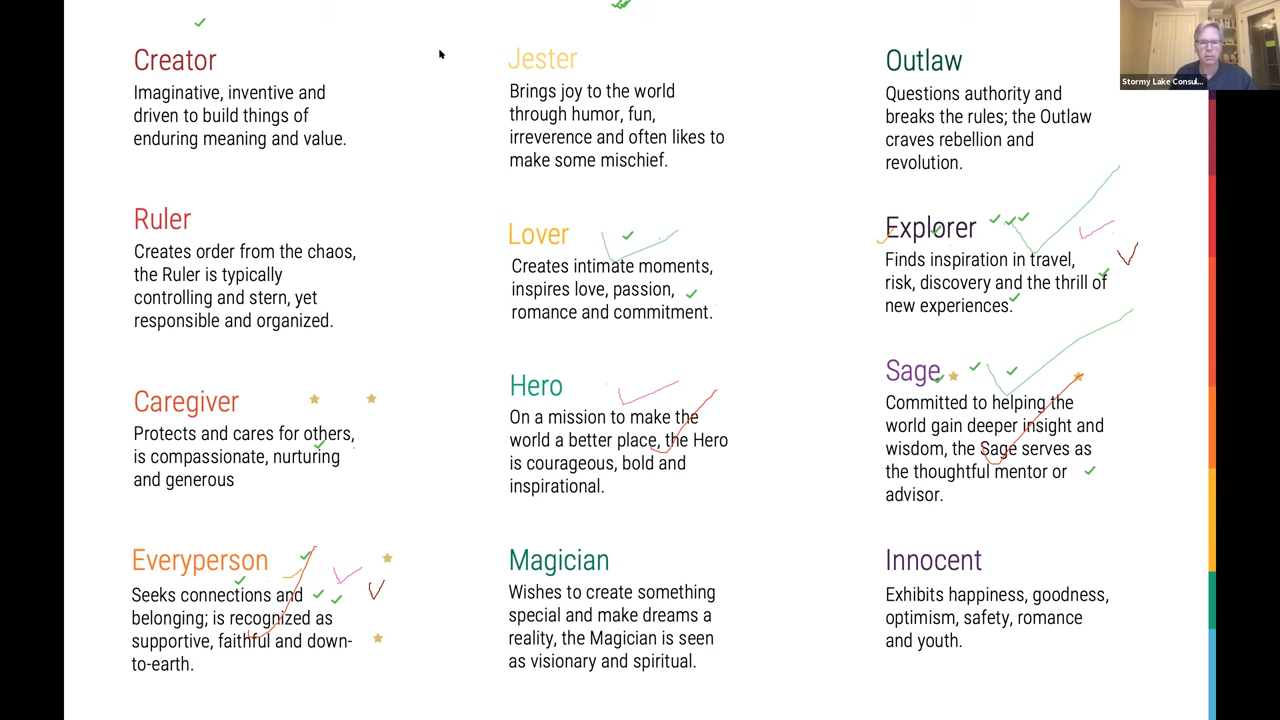 Creator
Imaginative, inventive and
driven to build things of
enduring meaning and value.
Ruler
Creates order from the chaos,
the Ruler is typically
controlling and stern, yet
responsible and organized.
Caregiver
Protects and cares for others,
is compassionate, nurturing
and generous
Everyperson
Seeks connections and
belonging; is recognized as
supportive, faithful and down-
to-earth.
Jester
Brings joy to the world
through humor, fun,
irreverence and often likes to
make some mischief.
Lover
Creates intimate moments,
inspires love, passion,
romance and commitment.
Hero
On a mission to make the
world a better place, the Hero
is courageous, bold and
inspirational.
Magician
Wishes to create something
special and make dreams a
reality, the Magician is seen
as visionary and spiritual.
Outlaw
Questions authority and
breaks the rules; the Outlaw
craves rebellion and
revolution.
Explorer
Finds inspiration in travel,
risk, discovery and the thrill of
new experiences.
Sage
Committed to helping the
world gain deeper insight and
wisdom, the Sage serves as
the thoughtful mentor or
advisor.
Innocent
Exhibits happiness, goodness,
optimism, safety, romance
and youth.
Stormy Lake Consul...